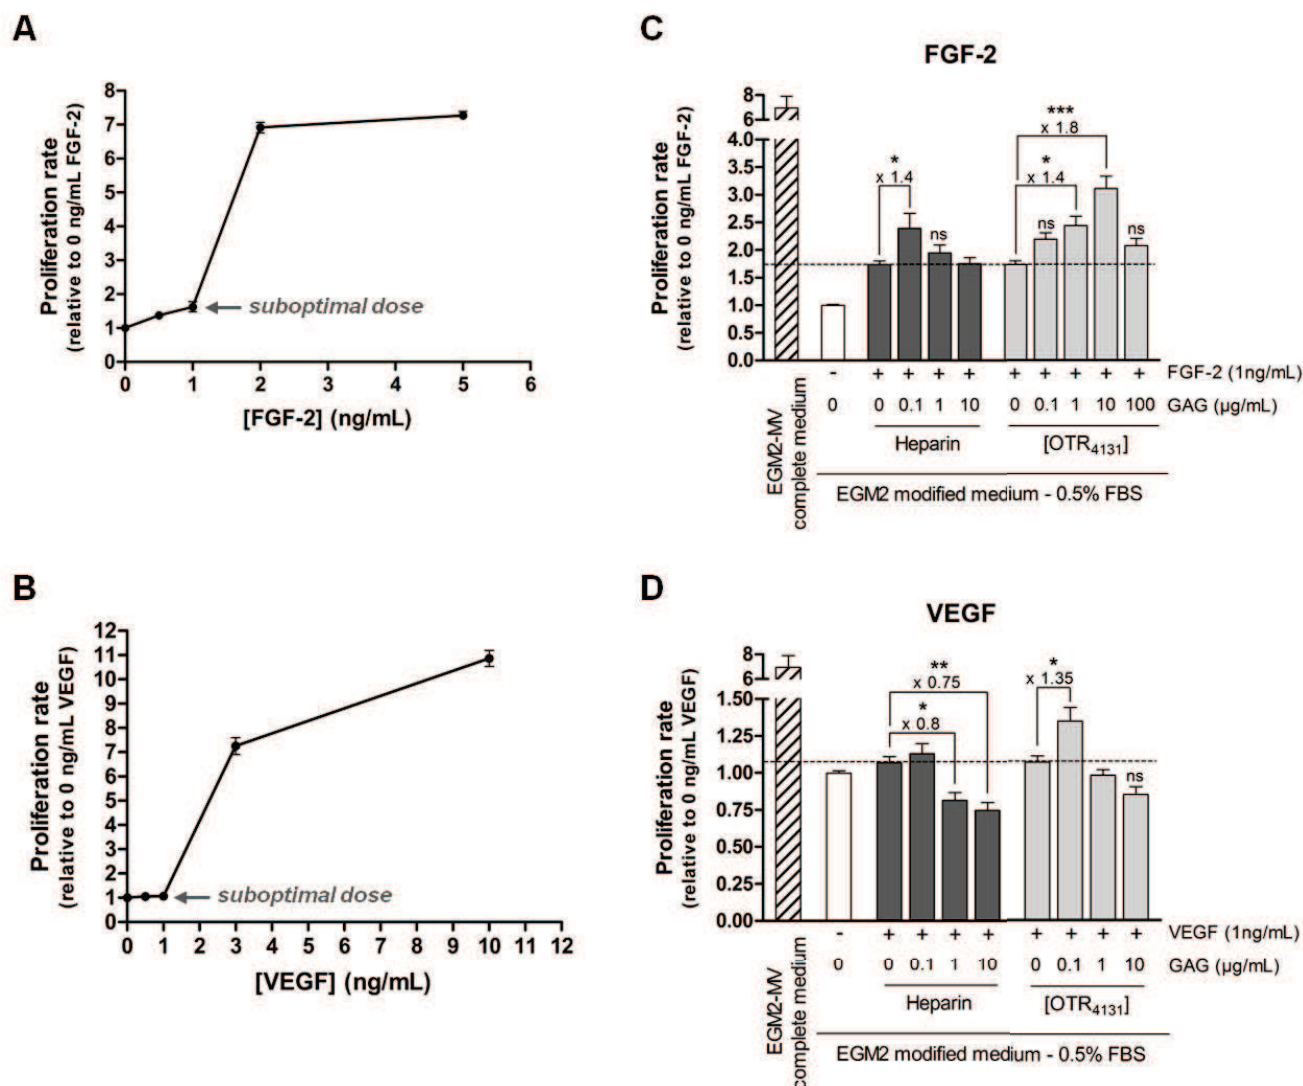 A
Proliferation rate
(relative to 0 ng/mL FGF-2)
8
7
6
5
4
3
2
1
0
suboptimal dose
0 1 2 3 4 5 6
[FGF-2] (ng/mL)
C
FGF-2
Proliferation rate
(relative to 0 ng/mL FGF-2)
8
6
4.0
3.5
3.0
2.5
2.0
1.5
1.0
0.5
0.0
***
x 1.8
* *
x 1.4 x 1.4
ns ns ns
- + + + + + + + + + FGF-2 (1ng/mL)
0 0 0.1 1 10 0 0.1 1 10 100 GAG (µg/mL)
Heparin [OTR4131]
EGM2 modified medium - 0.5% FBS
EGM2-MV
complete medium
B
Proliferation rate
(relative to 0 ng/mL VEGF)
12
11
10
9
8
7
6
5
4
3
2
1
0
suboptimal dose
0 1 2 3 4 5 6 7 8 9 10 11 12
[VEGF] (ng/mL)
D
VEGF
Proliferation rate
(relative to 0 ng/mL VEGF)
8
6
1.50
1.25
1.00
0.75
0.50
0.25
0.00
** *
x 0.75 x 1.35
*
x 0.8
ns
- + + + + + + + + VEGF (1ng/mL)
0 0 0.1 1 10 0 0.1 1 10 GAG (µg/mL)
Heparin [OTR4131]
EGM2 modified medium - 0.5% FBS
EGM2-MV
complete medium